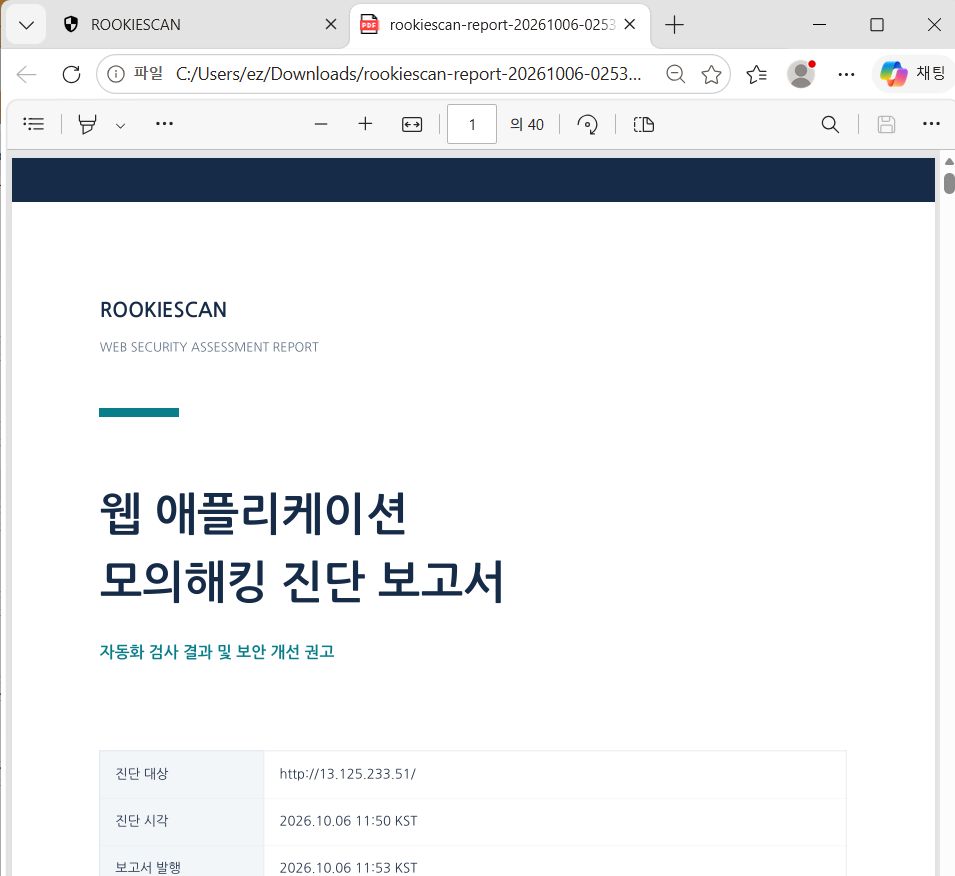 ROOKIESCAN
rookiescan-report-20261006-0253
파일 C:/Users/ez/Downloads/rookiescan-report-20261006-0253...
채팅
1 의 40
ROOKIESCAN
WEB SECURITY ASSESSMENT REPORT
웹 애플리케이션
모의해킹 진단 보고서
자동화 검사 결과 및 보안 개선 권고
진단 대상 http://13.125.233.51/
진단 시각 2026.10.06 11:50 KST
보고서 발행 2026.10.06 11:53 KST